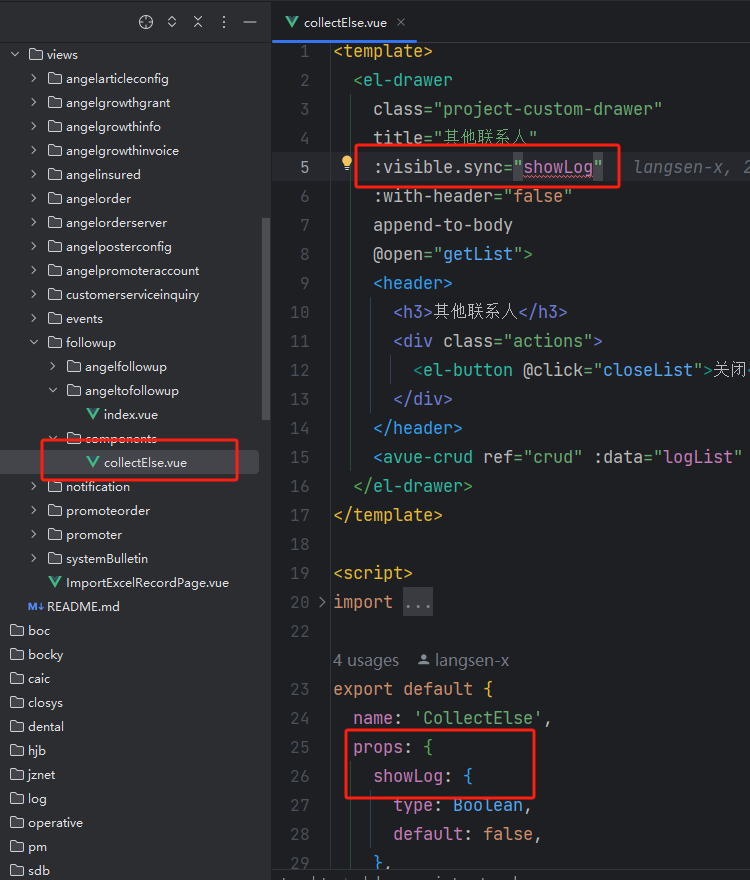 views
angelarticleconfig
angelgrowthgrant
angelgrowthinfo
angelgrowthinvoice
angelinsured
angelorder
angelorderserver
angelposterconfig
angelpromoteraccount
customerserviceinquiry
events
followup
angelfollowup
angeltofollowup
index.vue
components
collectElse.vue
notification
promoteorder
promoter
systemBulletin
ImportExcelRecordPage.vue
M↓ README.md
boc
bocky
caic
closys
dental
hjb
jznet
log
operative
pm
sdb
collectElse.vue ×
1 <template>
2 <el-drawer
3 class="project-custom-drawer"
4 title="其他联系人"
5 :visible.sync="showLog" langsen-x, 2
6 :with-header="false"
7 append-to-body
8 @open="getList">
9 <header>
10 <h3>其他联系人</h3>
11 <div class="actions">
12 <el-button @click="closeList">关闭
13 </div>
14 </header>
15 <avue-crud ref="crud" :data="logList"
16 </el-drawer>
17 </template>
18
19 <script>
20 import ...
22
4 usages langsen-x
23 export default {
24 name: 'CollectElse',
25 props: {
26 showLog: {
27 type: Boolean,
28 default: false,
29 },